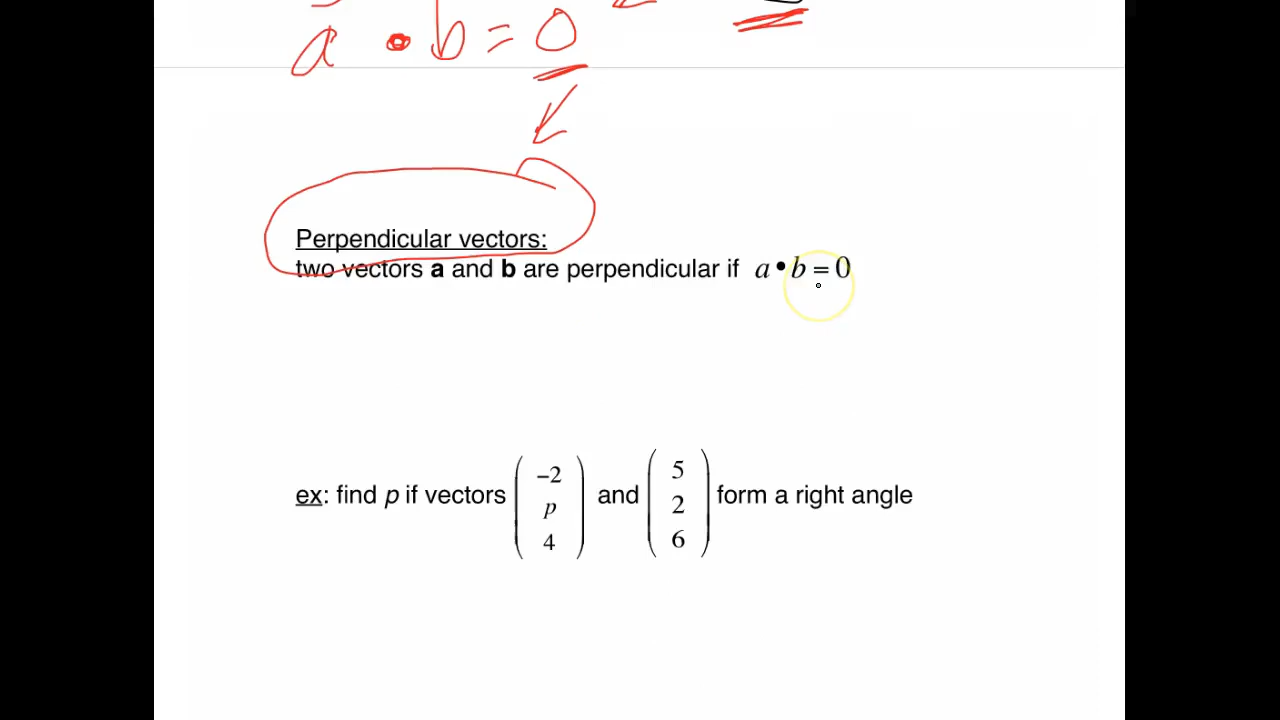 a • b = 0
Perpendicular vectors:
two vectors a and b are perpendicular if a • b = 0
ex: find p if vectors (−2 p 4) and (5 2 6) form a right angle